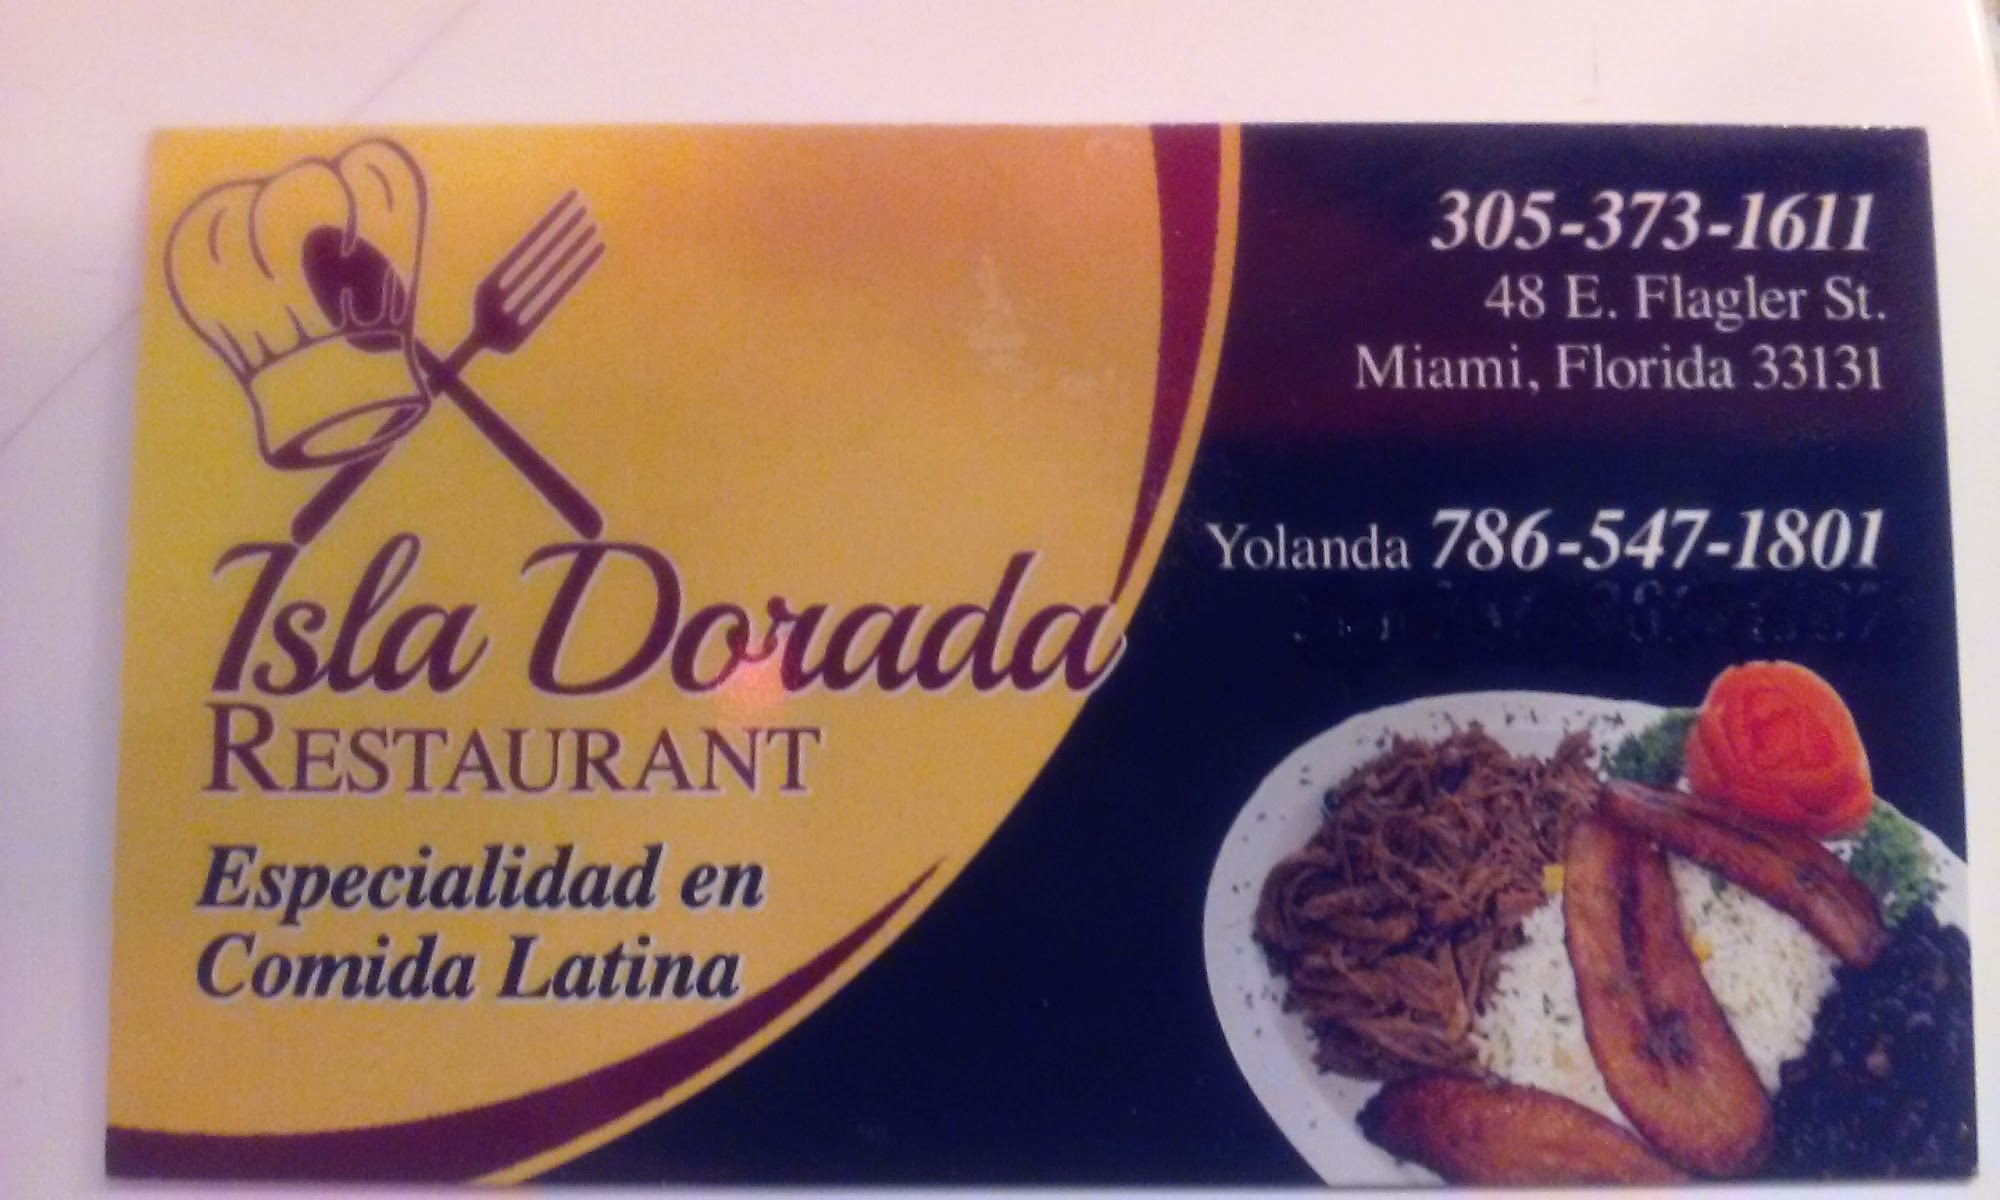 Isla Dorada
RESTAURANT
Especialidad en
Comida Latina
305-373-1611
48 E. Flagler St.
Miami, Florida 33131
Yolanda 786-547-1801